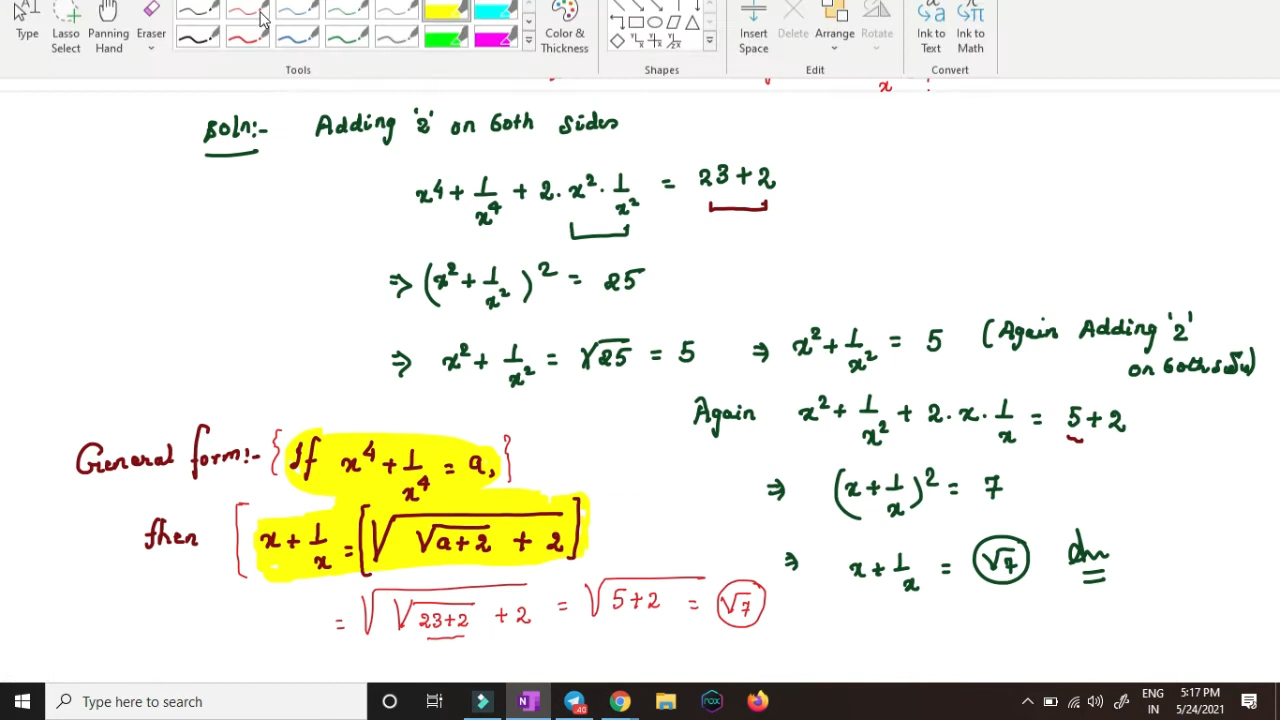 Type
Lasso Select
Panning Hand
Eraser
Color & Thickness
Insert Space
Delete
Arrange
Rotate
Ink to Text
Ink to Math
Tools
Shapes
Edit
Convert
x
Soln:- Adding '2' on both sides
x⁴ + 1/x⁴ + 2. x² . 1/x² = 23 + 2
⇒ (x² + 1/x²)² = 25
⇒ x² + 1/x² = √25 = 5 ⇒ x² + 1/x² = 5 (Again Adding '2'
on both sides)
Again x² + 1/x² + 2. x. 1/x = 5 + 2
General form:- {If x⁴ + 1/x⁴ = a,}
⇒ (x + 1/x)² = 7
then [x + 1/x = [√(√(a+2) + 2)]
⇒ x + 1/x = √7 Ans
= √(√(23+2) + 2) = √(5+2) = √7
Type here to search
40
nox
ENG
IN
5:17 PM
5/24/2021